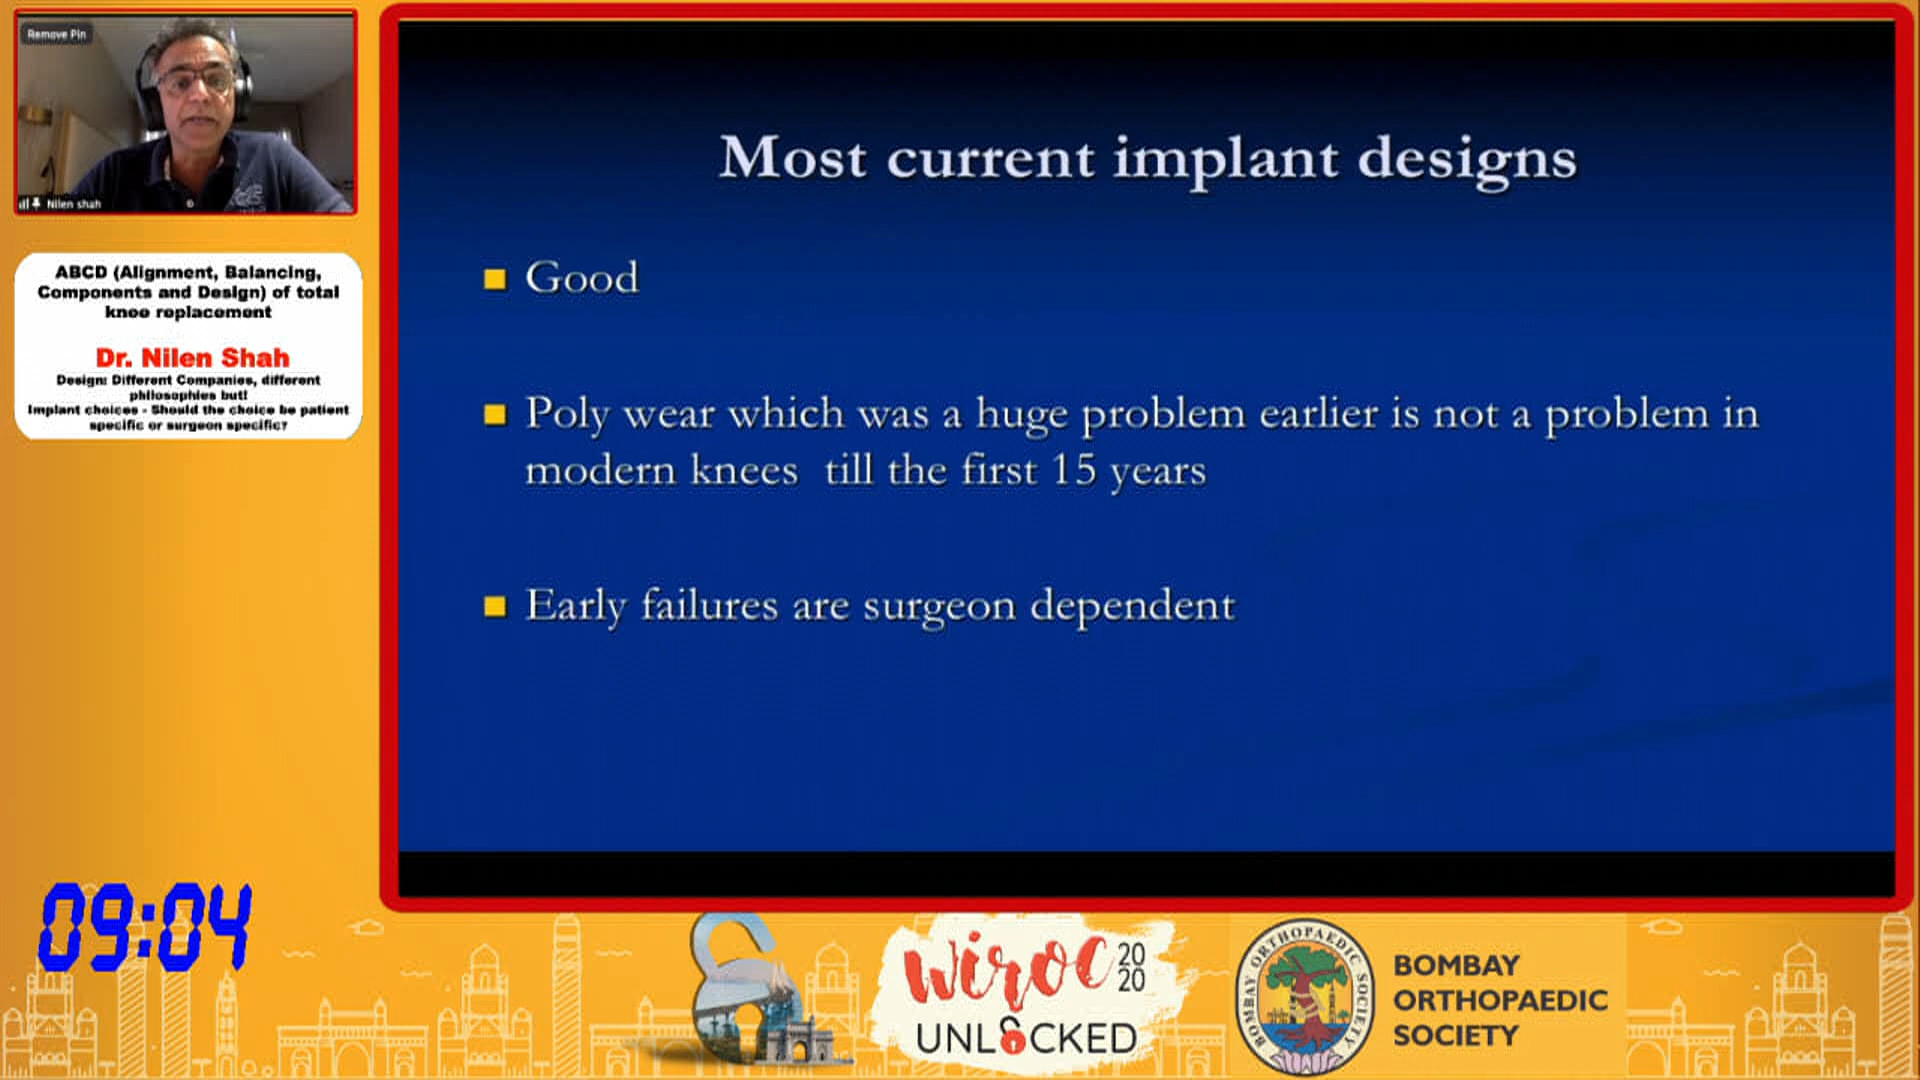 Remove Pin
Nilen shah
ABCD (Alignment, Balancing,
Components and Design) of total
knee replacement
Dr. Nilen Shah
Design: Different Companies, different
philosophies but!
Implant choices - Should the choice be patient
specific or surgeon specific?
09:04
Most current implant designs
Good
Poly wear which was a huge problem earlier is not a problem in
modern knees till the first 15 years
Early failures are surgeon dependent
wiroc 20
20
UNLOCKED
BOMBAY ORTHOPAEDIC SOCIETY
BOMBAY
ORTHOPAEDIC
SOCIETY